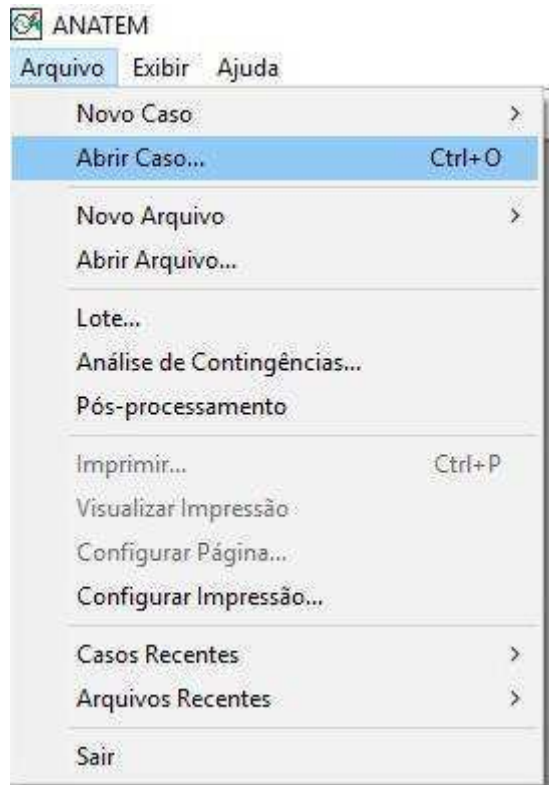 ANATEM
Arquivo Exibir Ajuda
Novo Caso >
Abrir Caso... Ctrl+O
Novo Arquivo >
Abrir Arquivo...
Lote...
Análise de Contingências...
Pós-processamento
Imprimir... Ctrl+P
Visualizar Impressão
Configurar Página...
Configurar Impressão...
Casos Recentes >
Arquivos Recentes >
Sair